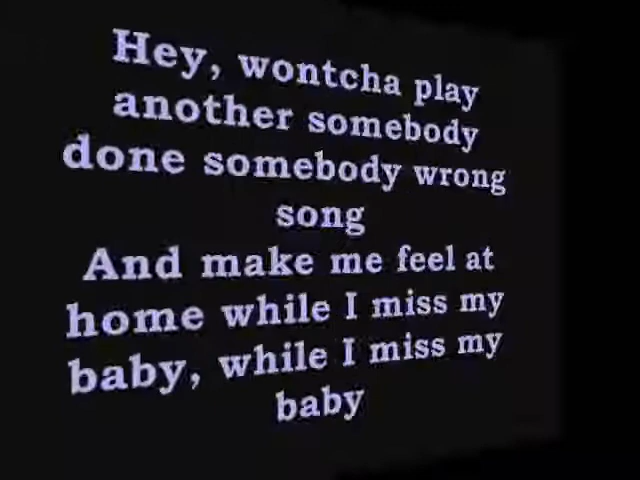 Hey, wontcha play
another somebody
done somebody wrong
song
And make me feel at
home while I miss my
baby, while I miss my
baby